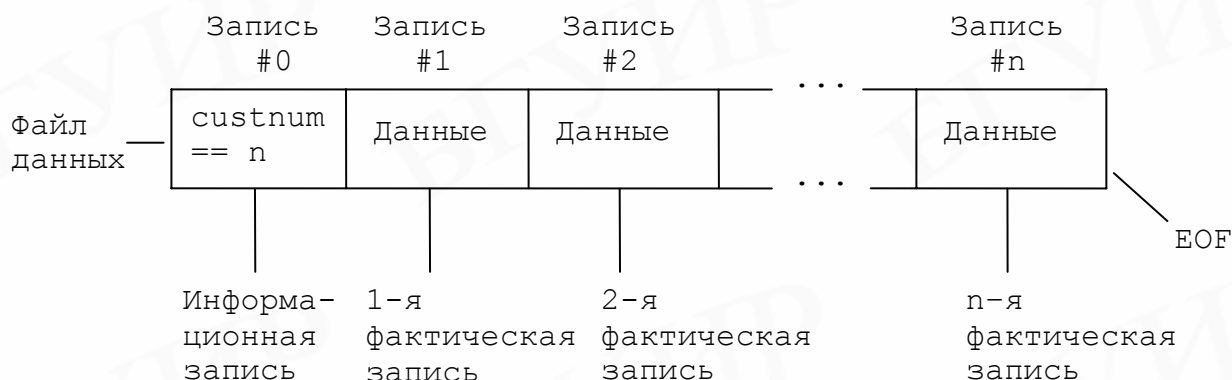 Запись Запись Запись Запись
#0 #1 #2 #n
...
Файл
данных
custnum
== n
Данные Данные Данные
...
EOF
Информа- 1-я 2-я n-я
ционная фактическая фактическая фактическая
запись запись запись запись